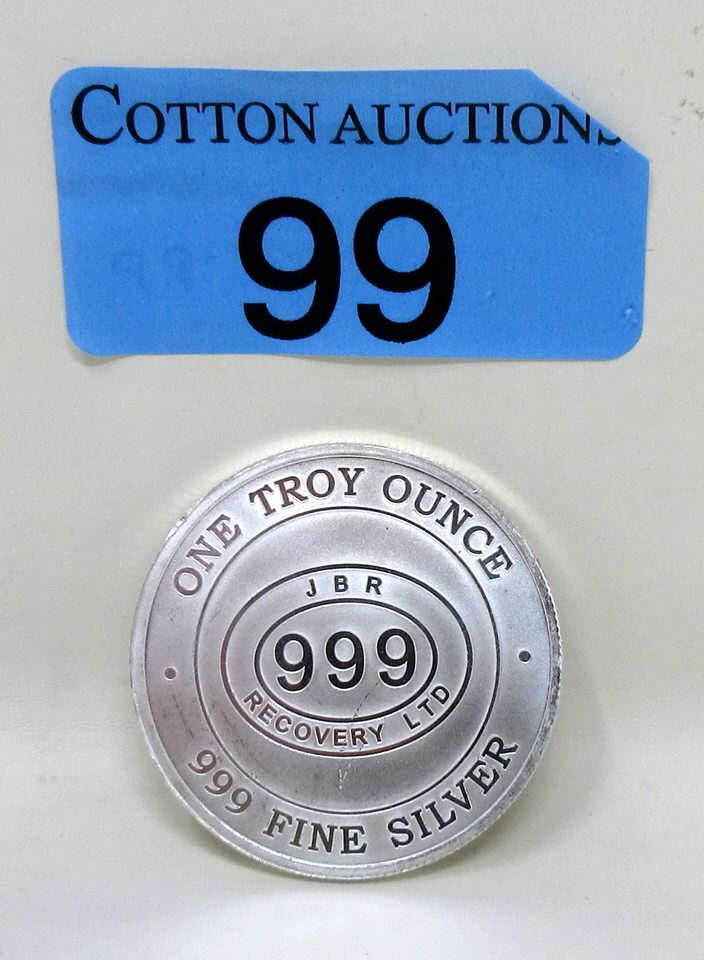 COTTON AUCTIONS
99
ONE TROY OUNCE
JBR
999
RECOVERY LTD
999 FINE SILVER